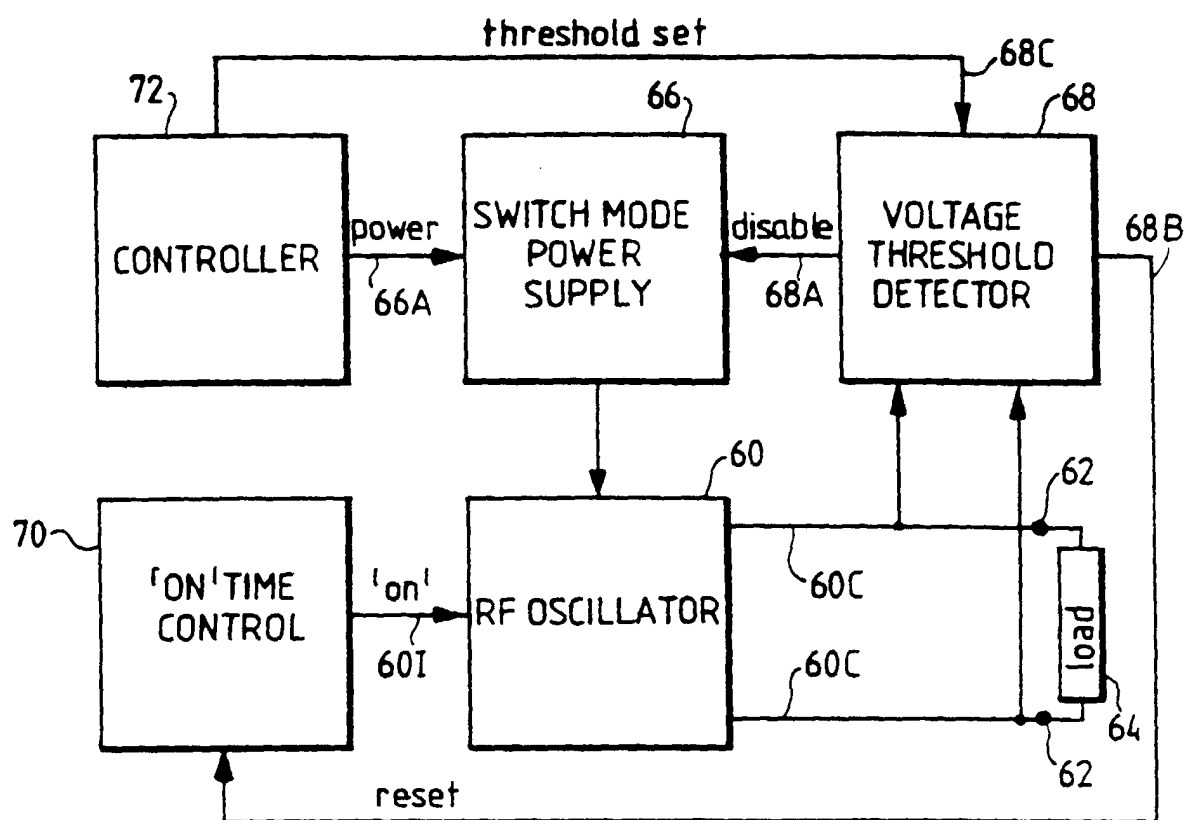 threshold set
68C
72
66
68
CONTROLLER
power
66A
SWITCH MODE
POWER
SUPPLY
disable
68A
VOLTAGE
THRESHOLD
DETECTOR
68B
60
62
70
'ON' TIME
CONTROL
'on'
60I
RF OSCILLATOR
60C
60C
load
64
62
reset